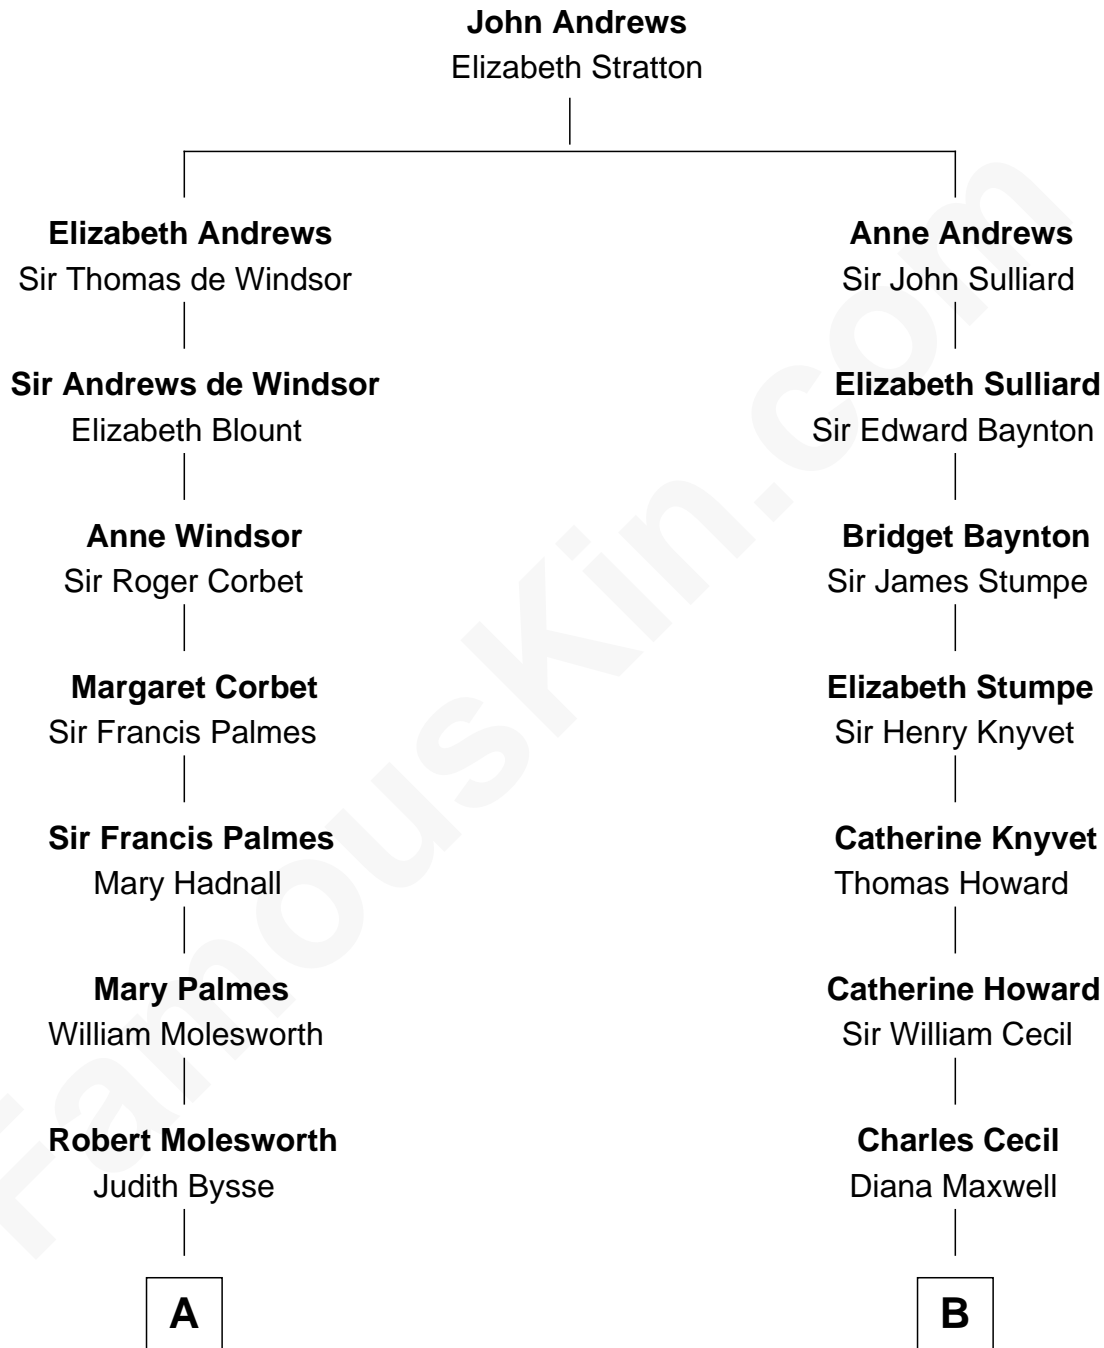 John Andrews
Elizabeth Stratton
Elizabeth Andrews
Sir Thomas de Windsor
Anne Andrews
Sir John Sulliard
Sir Andrews de Windsor
Elizabeth Blount
Elizabeth Sulliard
Sir Edward Baynton
Anne Windsor
Sir Roger Corbet
Bridget Baynton
Sir James Stumpe
Margaret Corbet
Sir Francis Palmes
Elizabeth Stumpe
Sir Henry Knyvet
Sir Francis Palmes
Mary Hadnall
Catherine Knyvet
Thomas Howard
Mary Palmes
William Molesworth
Catherine Howard
Sir William Cecil
Robert Molesworth
Judith Bysse
Charles Cecil
Diana Maxwell
A
B
FamousKin.com